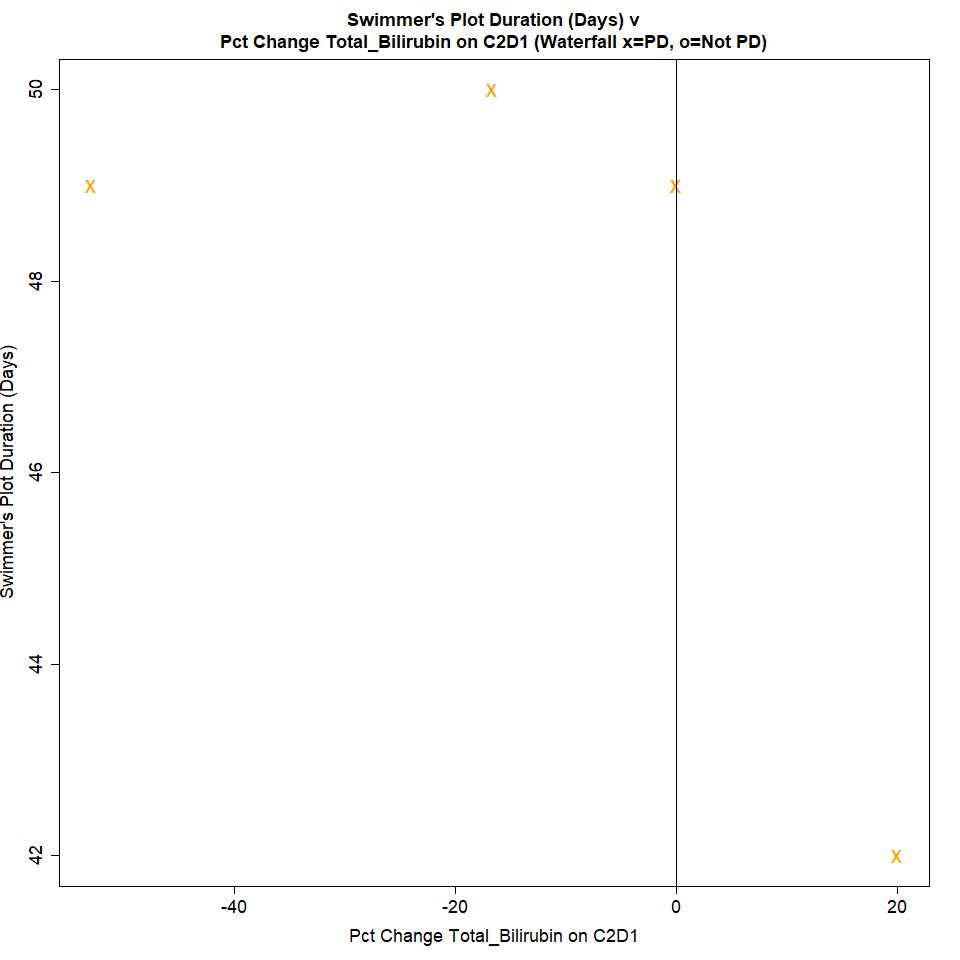 Swimmer's Plot Duration (Days) v
Pct Change Total_Bilirubin on C2D1 (Waterfall x=PD, o=Not PD)
50
48
46
44
42
Swimmer's Plot Duration (Days)
X
X
X
X
-40
-20
0
20
Pct Change Total_Bilirubin on C2D1